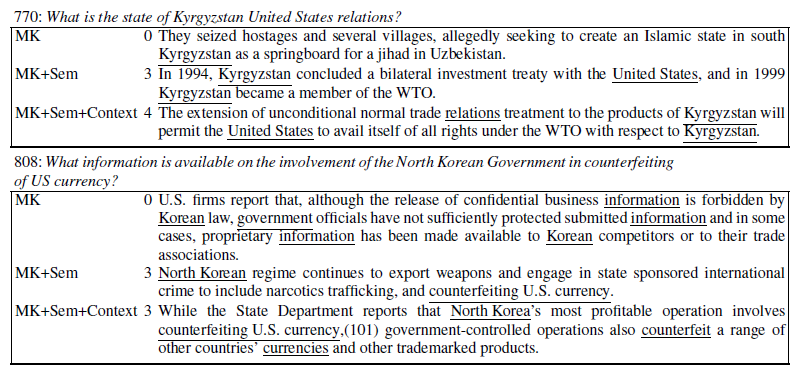 770: What is the state of Kyrgyzstan United States relations?
MK 0 They seized hostages and several villages, allegedly seeking to create an Islamic state in south
Kyrgyzstan as a springboard for a jihad in Uzbekistan.
MK+Sem 3 In 1994, Kyrgyzstan concluded a bilateral investment treaty with the United States, and in 1999
Kyrgyzstan became a member of the WTO.
MK+Sem+Context 4 The extension of unconditional normal trade relations treatment to the products of Kyrgyzstan will
permit the United States to avail itself of all rights under the WTO with respect to Kyrgyzstan.
808: What information is available on the involvement of the North Korean Government in counterfeiting
of US currency?
MK 0 U.S. firms report that, although the release of confidential business information is forbidden by
Korean law, government officials have not sufficiently protected submitted information and in some
cases, proprietary information has been made available to Korean competitors or to their trade
associations.
MK+Sem 3 North Korean regime continues to export weapons and engage in state sponsored international
crime to include narcotics trafficking, and counterfeiting U.S. currency.
MK+Sem+Context 3 While the State Department reports that North Korea's most profitable operation involves
counterfeiting U.S. currency,(101) government-controlled operations also counterfeit a range of
other countries' currencies and other trademarked products.